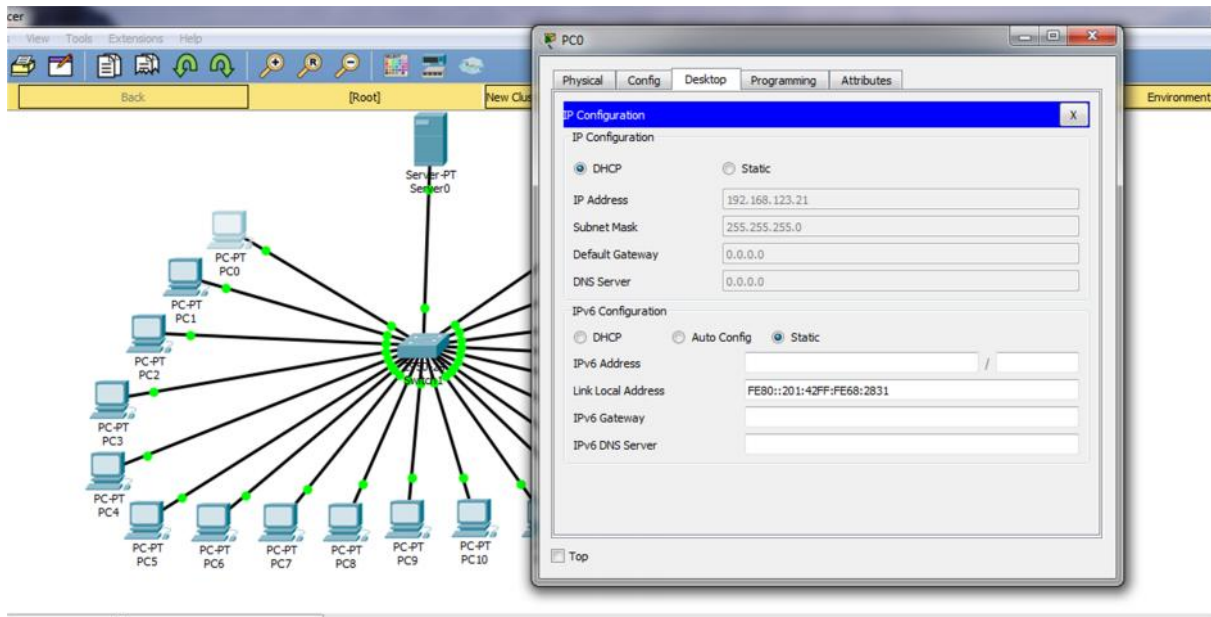 cer
View Tools Extensions Help
Back [Root] New Clus
Environment
Server-PT
Server0
PC-PT
PC0
PC-PT
PC1
PC-PT
PC2
PC-PT
PC3
PC-PT
PC4
PC-PT
PC5
PC-PT
PC6
PC-PT
PC7
PC-PT
PC8
PC-PT
PC9
PC-PT
PC10
Switch1
PC0
Physical Config Desktop Programming Attributes
IP Configuration X
IP Configuration
DHCP Static
IP Address 192.168.123.21
Subnet Mask 255.255.255.0
Default Gateway 0.0.0.0
DNS Server 0.0.0.0
IPv6 Configuration
DHCP Auto Config Static
IPv6 Address /
Link Local Address FE80::201:42FF:FE68:2831
IPv6 Gateway
IPv6 DNS Server
Top